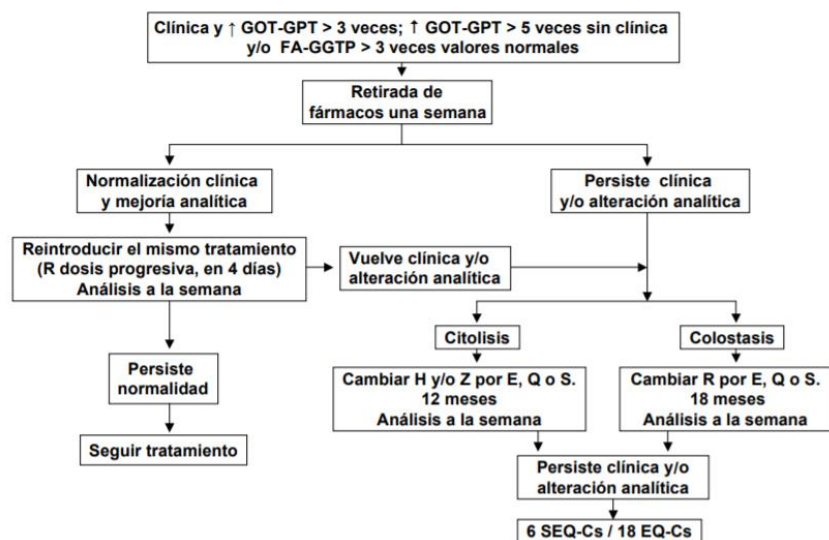 Clínica y ↑ GOT-GPT > 3 veces; ↑ GOT-GPT > 5 veces sin clínica
y/o FA-GGTP > 3 veces valores normales
Retirada de
fármacos una semana
Normalización clínica
y mejoría analítica
Persiste clínica
y/o alteración analítica
Reintroducir el mismo tratamiento
(R dosis progresiva, en 4 días)
Análisis a la semana
Vuelve clínica y/o
alteración analítica
Citolisis
Colostasis
Persiste
normalidad
Cambiar H y/o Z por E, Q o S.
12 meses
Análisis a la semana
Cambiar R por E, Q o S.
18 meses
Análisis a la semana
Seguir tratamiento
Persiste clínica y/o
alteración analítica
6 SEQ-Cs / 18 EQ-Cs